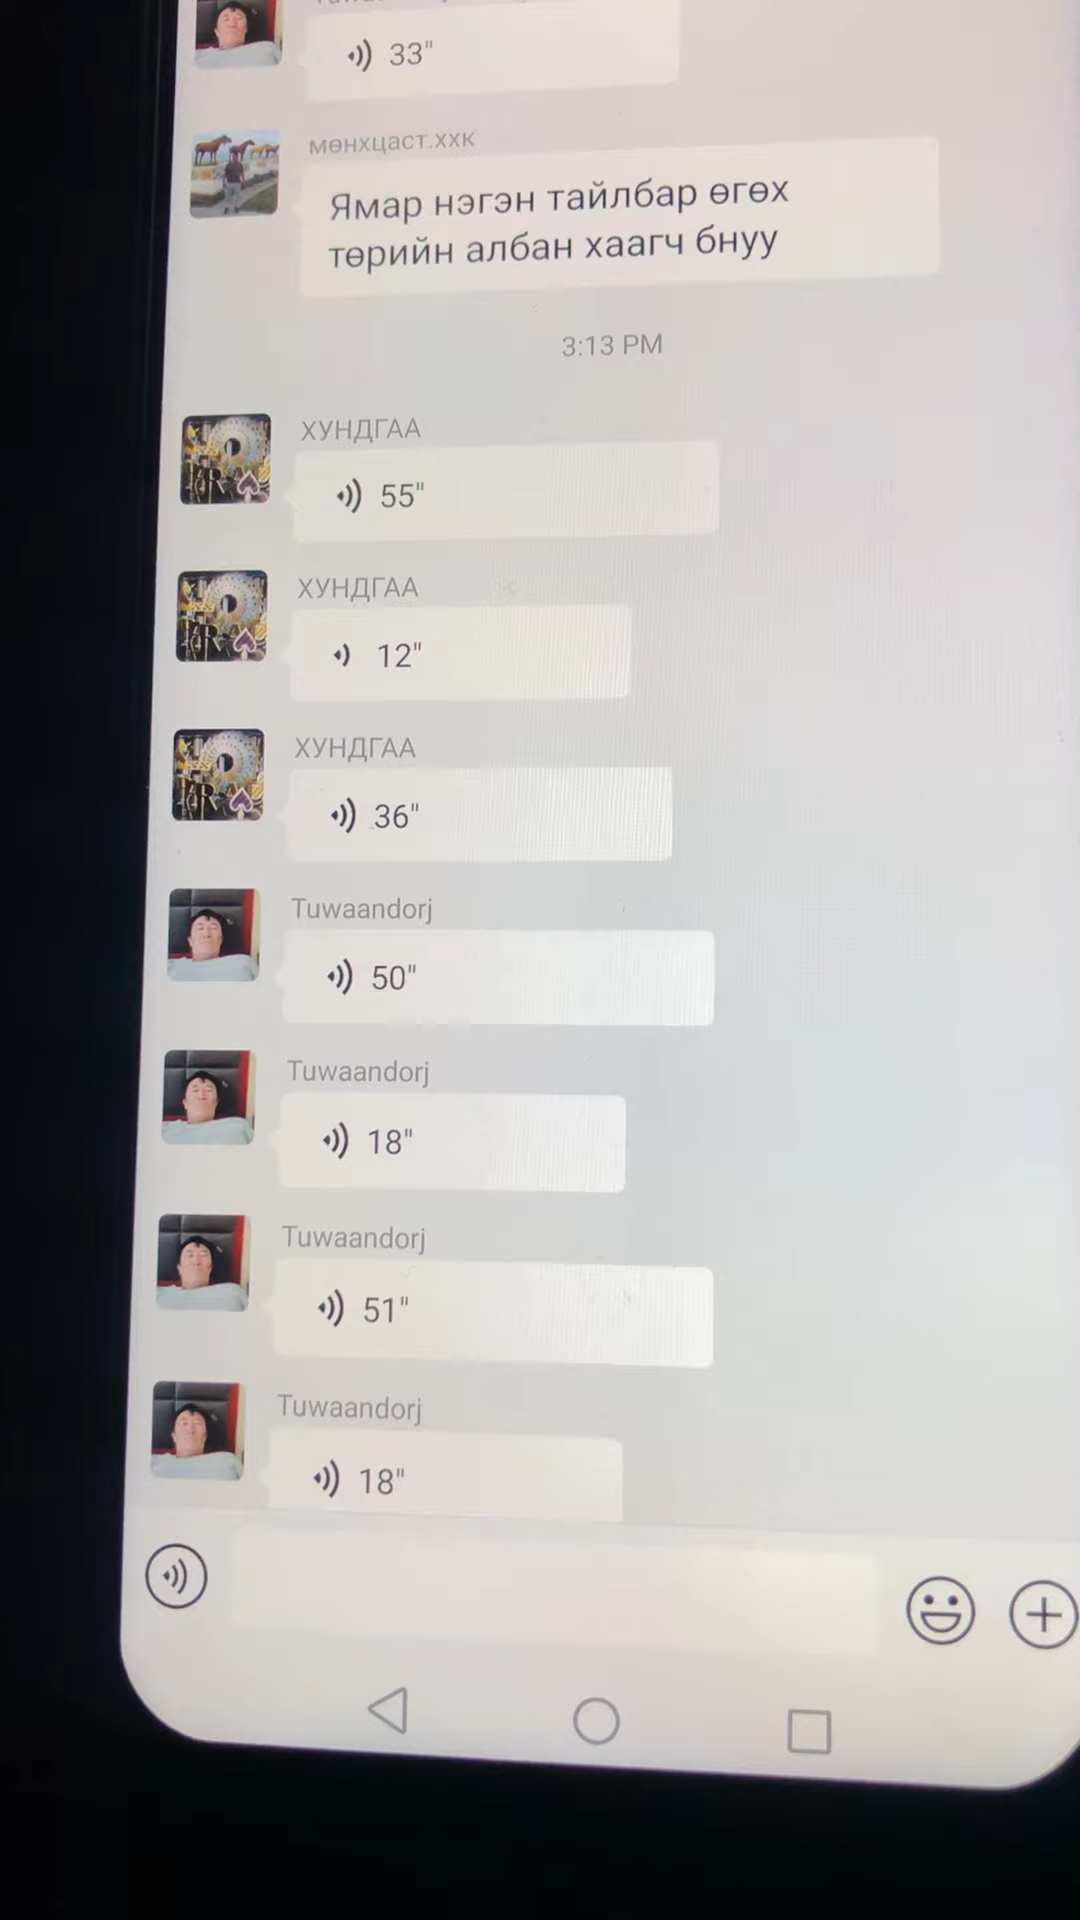 33"
мөнхцаст.ххк
Ямар нэгэн тайлбар өгөх
төрийн албан хаагч бнуу
3:13 PM
ХУНДГАА
55"
ХУНДГАА
12"
ХУНДГАА
36"
Tuwaandorj
50"
Tuwaandorj
18"
Tuwaandorj
51"
Tuwaandorj
18"